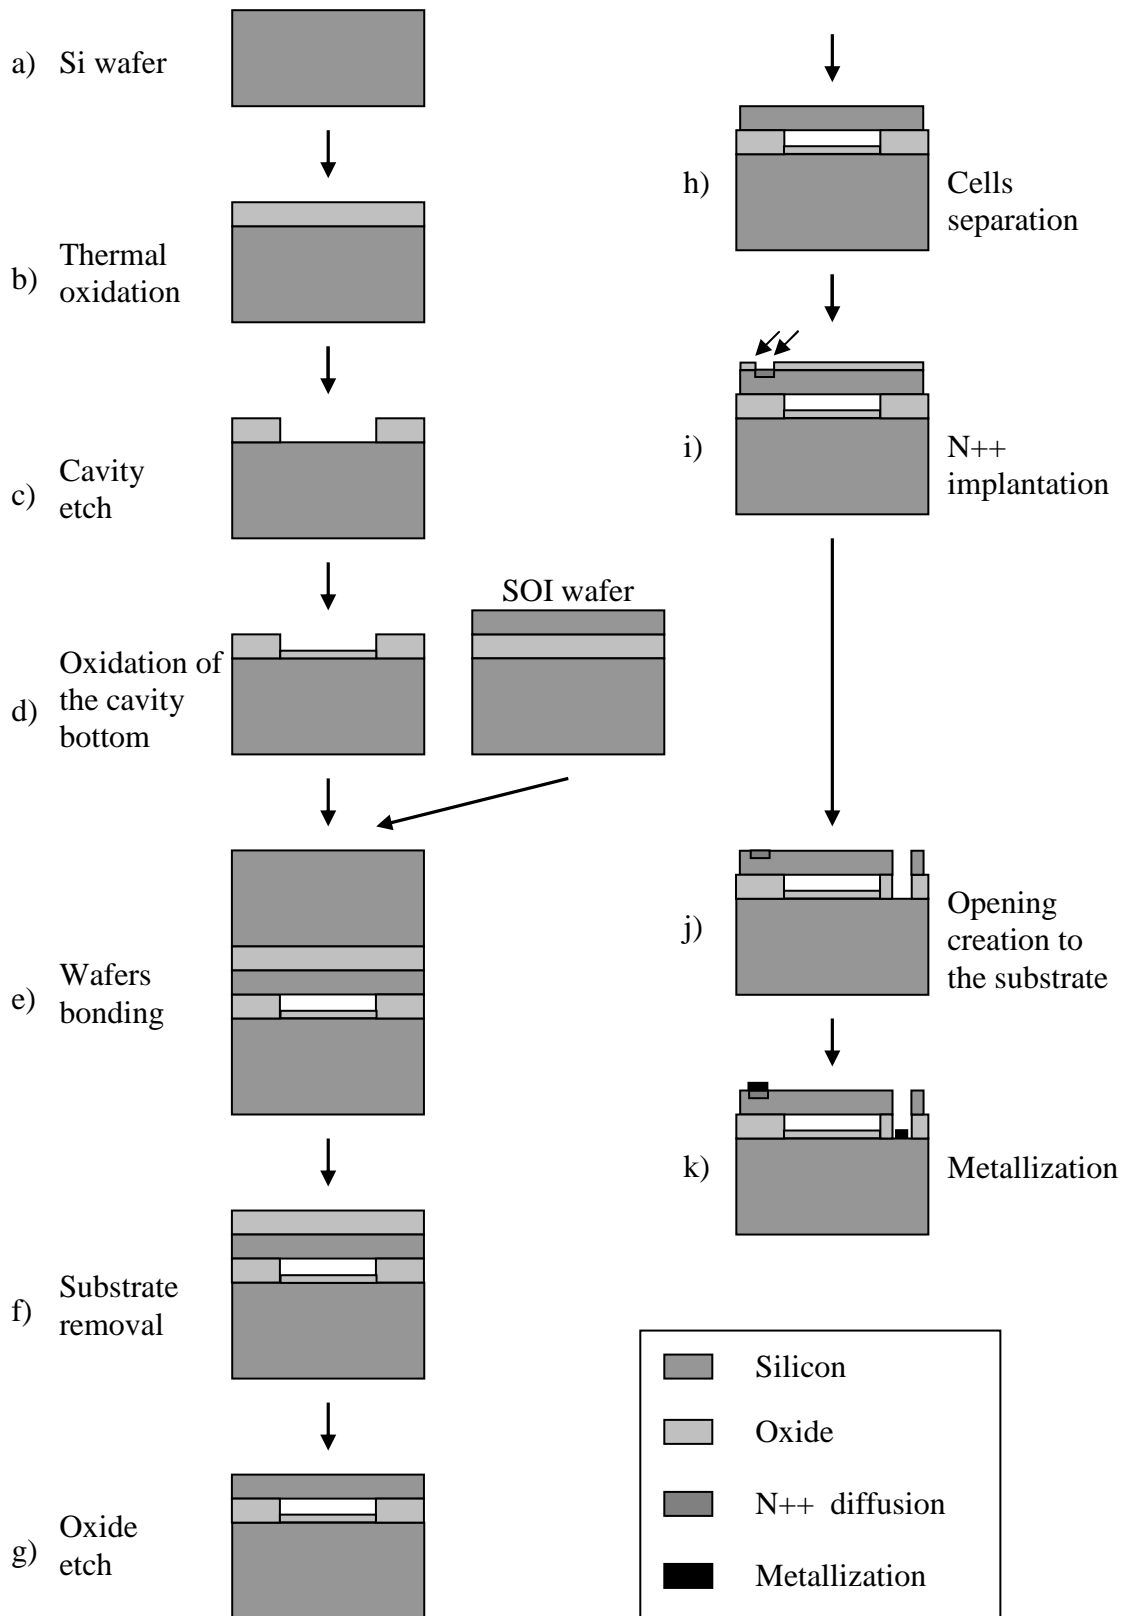 a) Si wafer
b) Thermal
oxidation
c) Cavity
etch
d) Oxidation of
the cavity
bottom
SOI wafer
e) Wafers
bonding
f) Substrate
removal
g) Oxide
etch
h) Cells
separation
i) N++
implantation
j) Opening
creation to
the substrate
k) Metallization
Silicon
Oxide
N++ diffusion
Metallization